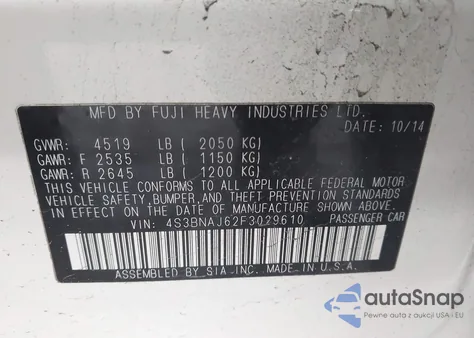 MFD BY FUJI HEAVY INDUSTRIES LTD.
DATE: 10/14
GVWR: 4519 LB ( 2050 KG)
GAWR: F 2535 LB ( 1150 KG)
GAWR: R 2645 LB ( 1200 KG)
THIS VEHICLE CONFORMS TO ALL APPLICABLE FEDERAL MOTOR
VEHICLE SAFETY, BUMPER, AND THEFT PREVENTION STANDARDS
IN EFFECT ON THE DATE OF MANUFACTURE SHOWN ABOVE.
VIN: 4S3BNAJ62F3029610 PASSENGER CAR
ASSEMBLED BY SIA, INC. MADE IN U.S.A.
autoSnap
Pewne auta z aukcji USA i EU